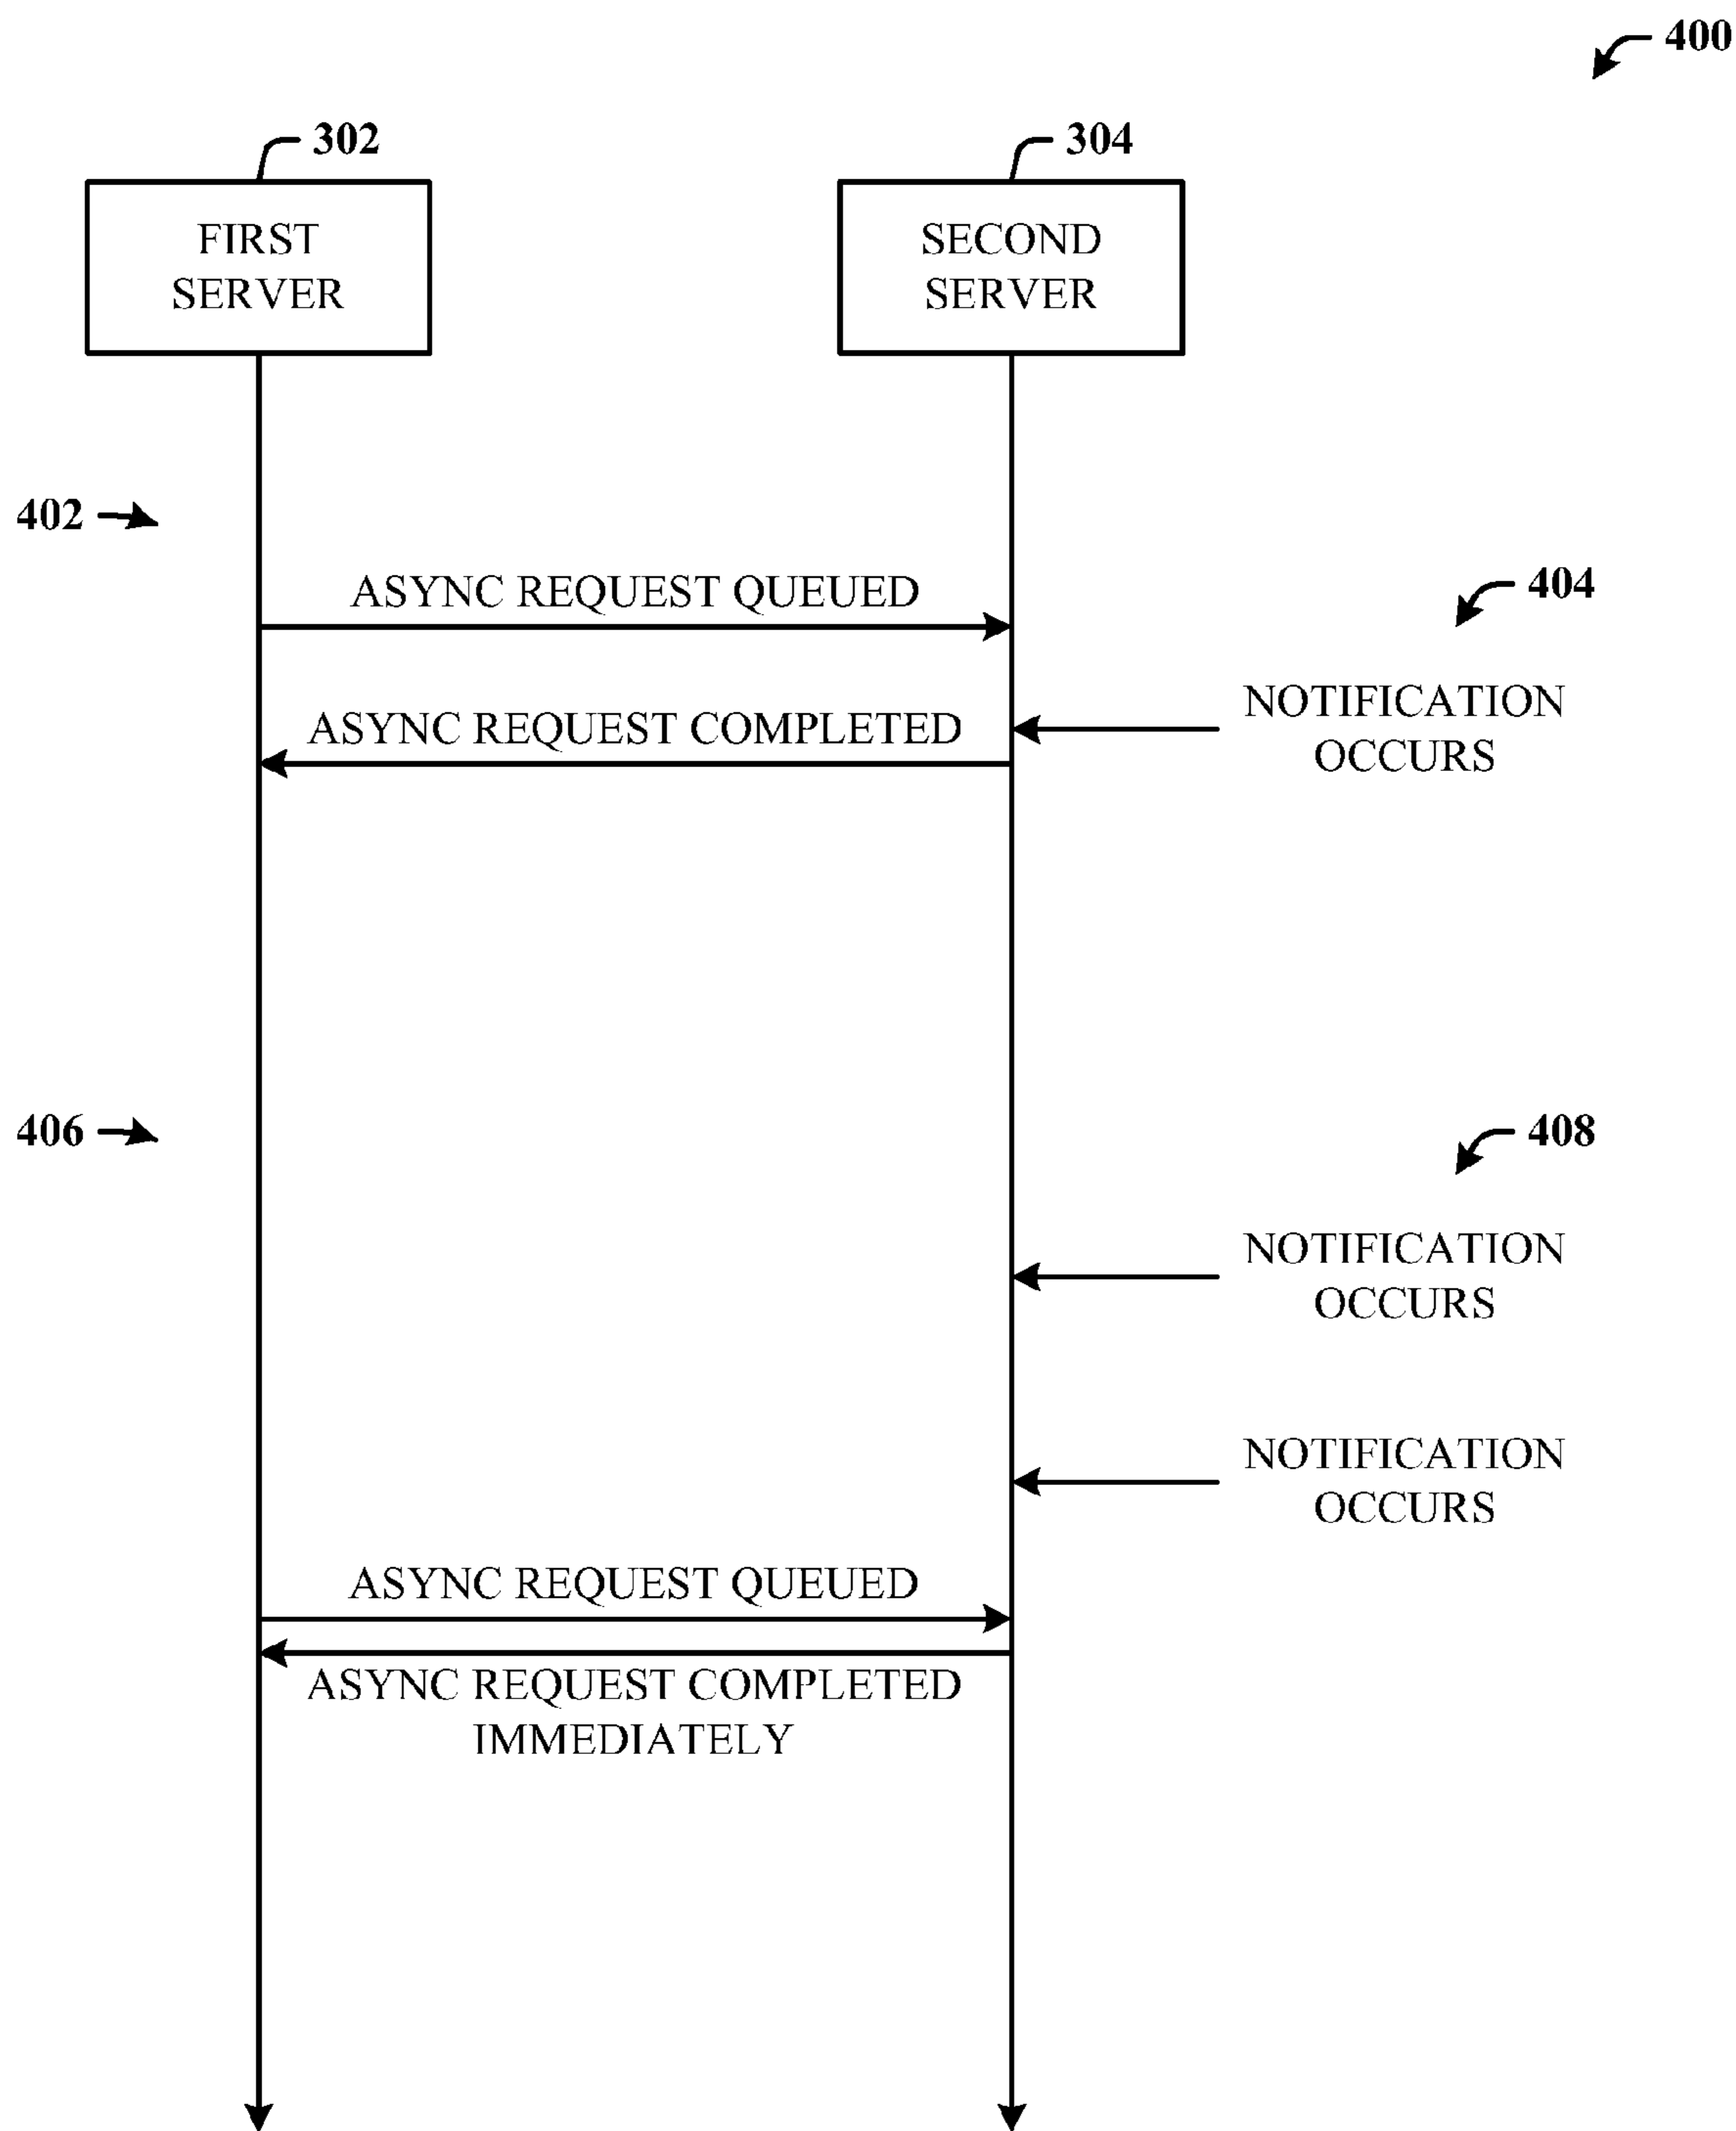 400
302
304
FIRST
SERVER
SECOND
SERVER
402
ASYNC REQUEST QUEUED
404
NOTIFICATION
OCCURS
ASYNC REQUEST COMPLETED
406
408
NOTIFICATION
OCCURS
NOTIFICATION
OCCURS
ASYNC REQUEST QUEUED
ASYNC REQUEST COMPLETED
IMMEDIATELY